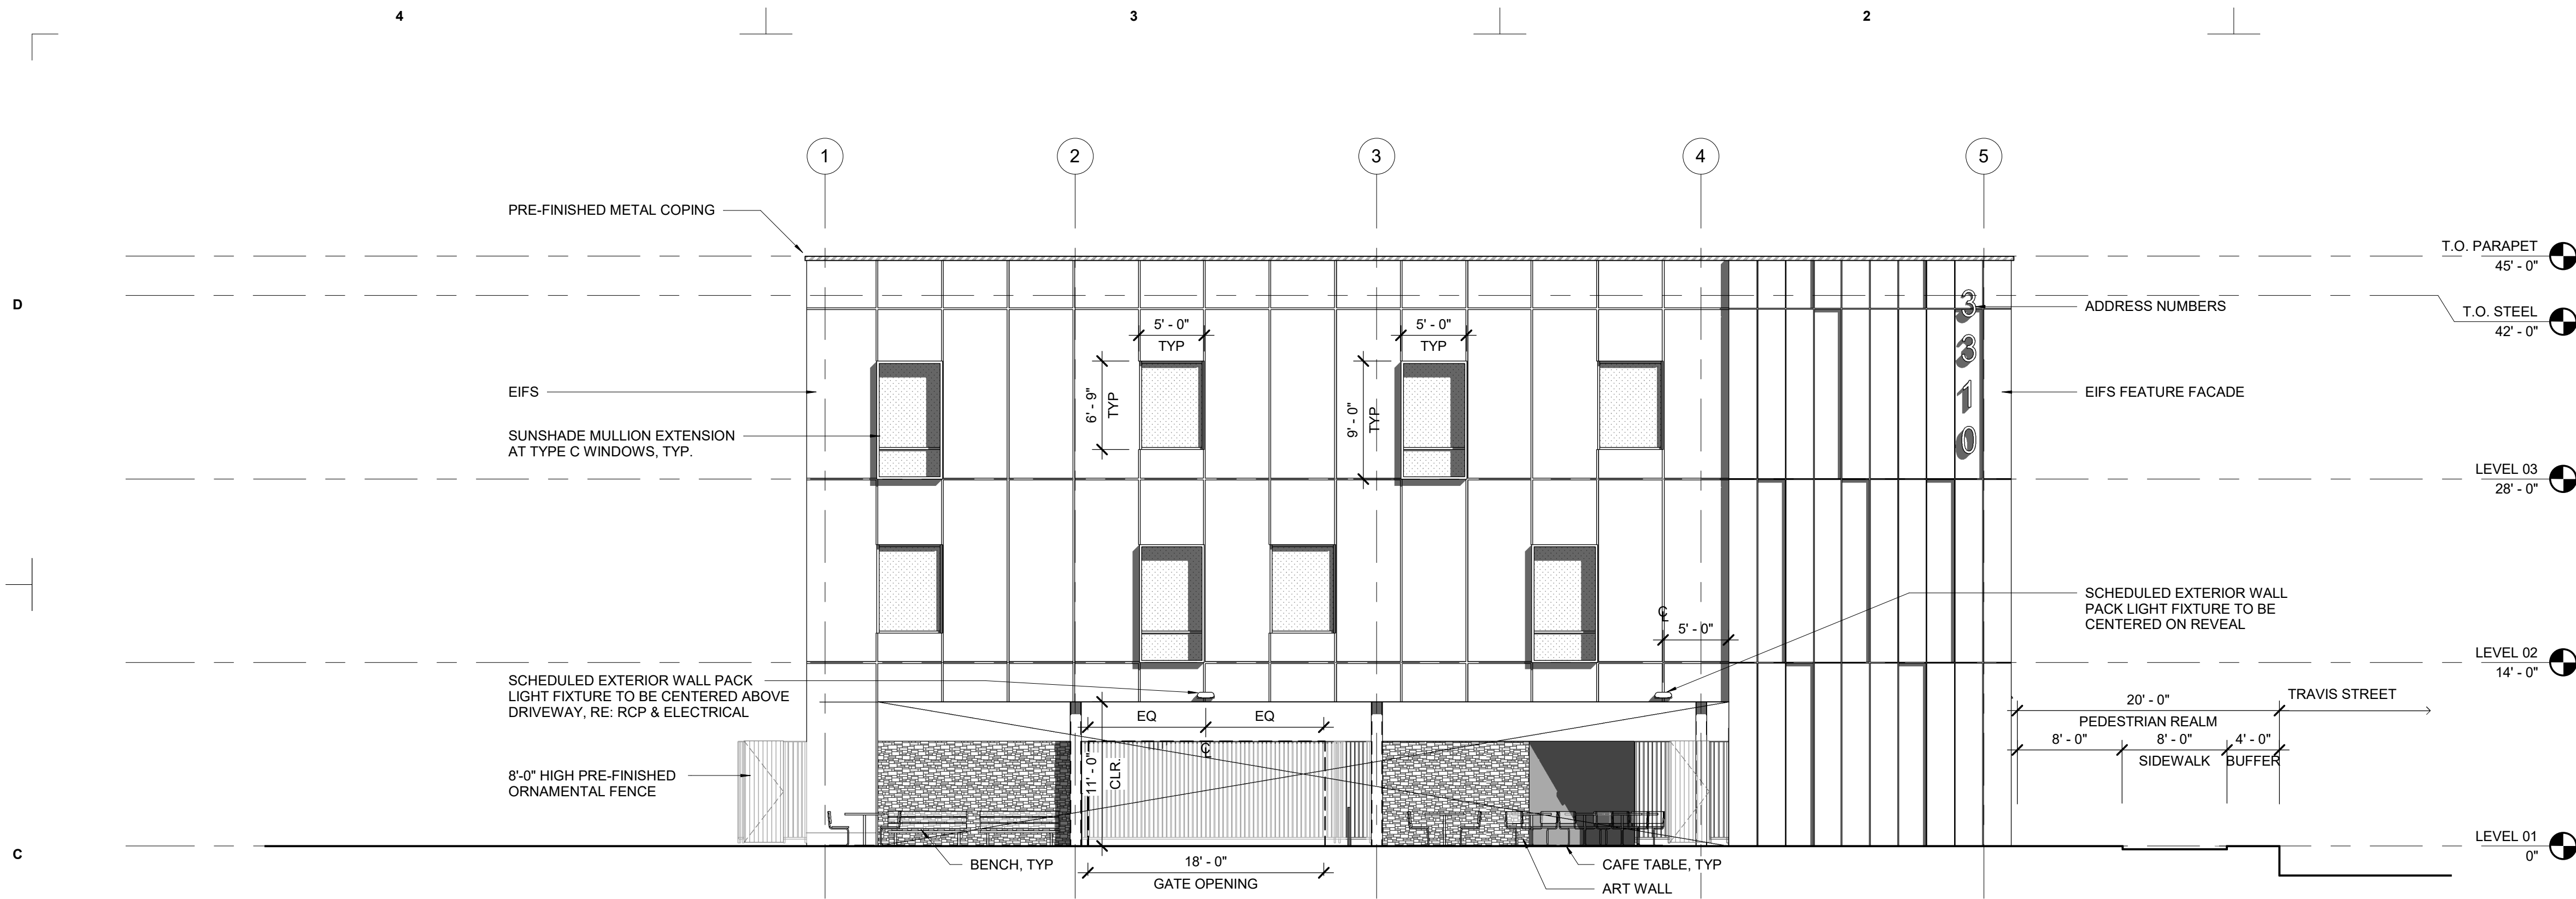 4
3
2
1
2
3
4
5
PRE-FINISHED METAL COPING
T.O. PARAPET
45' - 0"
D
ADDRESS NUMBERS
T.O. STEEL
42' - 0"
3
3
1
0
5' - 0"
TYP
5' - 0"
TYP
6' - 9"
TYP
9' - 0"
TYP
EIFS
EIFS FEATURE FACADE
SUNSHADE MULLION EXTENSION
AT TYPE C WINDOWS, TYP.
LEVEL 03
28' - 0"
SCHEDULED EXTERIOR WALL
PACK LIGHT FIXTURE TO BE
CENTERED ON REVEAL
CL
5' - 0"
LEVEL 02
14' - 0"
SCHEDULED EXTERIOR WALL PACK
LIGHT FIXTURE TO BE CENTERED ABOVE
DRIVEWAY, RE: RCP & ELECTRICAL
EQ
EQ
CL
20' - 0"
TRAVIS STREET
PEDESTRIAN REALM
8' - 0"
8' - 0"
4' - 0"
SIDEWALK
BUFFER
11' - 0"
CLR.
8'-0" HIGH PRE-FINISHED
ORNAMENTAL FENCE
C
LEVEL 01
0"
BENCH, TYP
18' - 0"
GATE OPENING
CAFE TABLE, TYP
ART WALL